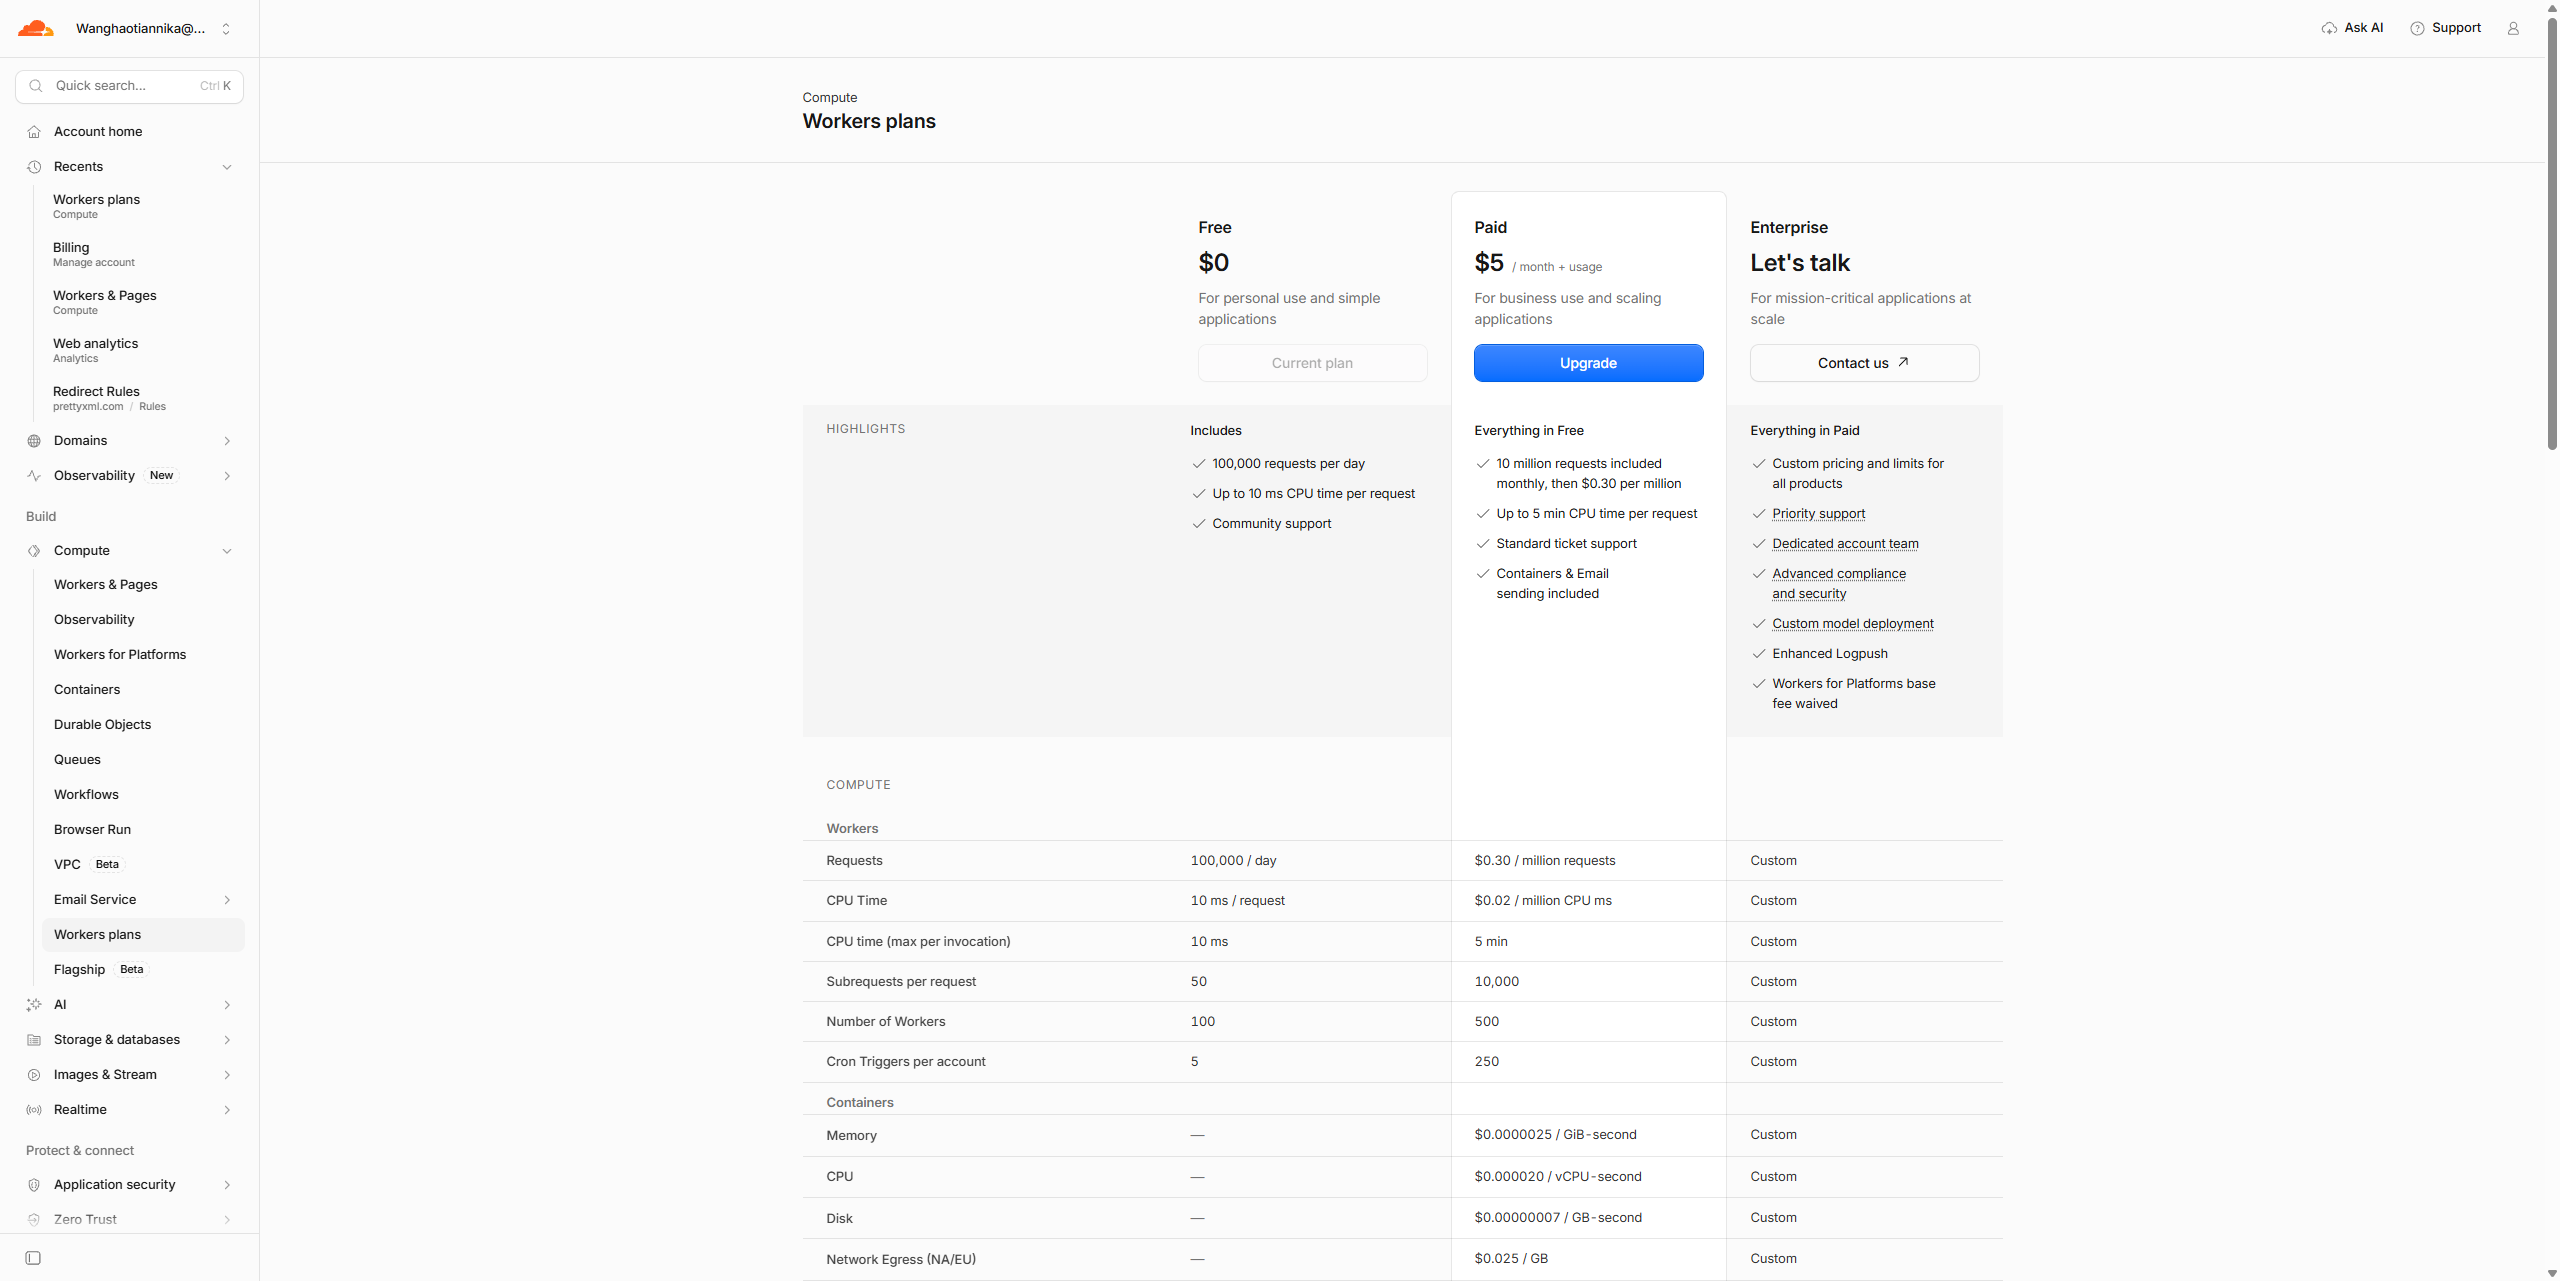 Wanghaotiannika@...
Ask AI
Support
Quick search...
Ctrl K
Account home
Recents
Workers plans
Compute
Billing
Manage account
Workers & Pages
Compute
Web analytics
Analytics
Redirect Rules
prettyxml.com / Rules
Domains
Observability New
Build
Compute
Workers & Pages
Observability
Workers for Platforms
Containers
Durable Objects
Queues
Workflows
Browser Run
VPC Beta
Email Service
Workers plans
Flagship Beta
AI
Storage & databases
Images & Stream
Realtime
Protect & connect
Application security
Zero Trust
Compute
Workers plans
Free
$0
For personal use and simple
applications
Current plan
Paid
$5 / month + usage
For business use and scaling
applications
Upgrade
Enterprise
Let's talk
For mission-critical applications at
scale
Contact us
HIGHLIGHTS
Includes
100,000 requests per day
Up to 10 ms CPU time per request
Community support
Everything in Free
10 million requests included
monthly, then $0.30 per million
Up to 5 min CPU time per request
Standard ticket support
Containers & Email
sending included
Everything in Paid
Custom pricing and limits for
all products
Priority support
Dedicated account team
Advanced compliance
and security
Custom model deployment
Enhanced Logpush
Workers for Platforms base
fee waived
COMPUTE
Workers
Requests 100,000 / day $0.30 / million requests Custom
CPU Time 10 ms / request $0.02 / million CPU ms Custom
CPU time (max per invocation) 10 ms 5 min Custom
Subrequests per request 50 10,000 Custom
Number of Workers 100 500 Custom
Cron Triggers per account 5 250 Custom
Containers
Memory — $0.0000025 / GiB-second Custom
CPU — $0.000020 / vCPU-second Custom
Disk — $0.00000007 / GB-second Custom
Network Egress (NA/EU) — $0.025 / GB Custom